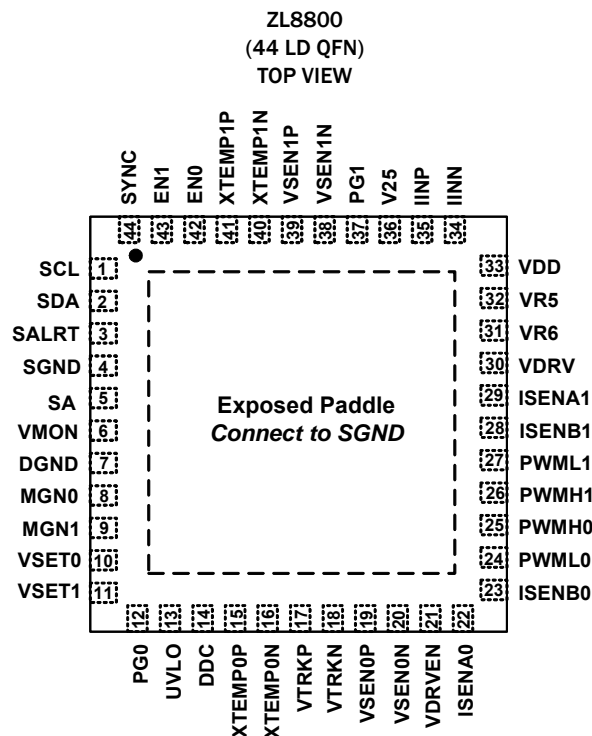 ZL8800
(44 LD QFN)
TOP VIEW
SYNC
EN1
EN0
XTEMP1P
XTEMP1N
VSEN1P
VSEN1N
PG1
V25
IINP
IINN
44
43
42
41
40
39
38
37
36
35
34
SCL 1
SDA 2
SALRT 3
SGND 4
SA 5
VMON 6
DGND 7
MGN0 8
MGN1 9
VSET0 10
VSET1 11
Exposed Paddle
Connect to SGND
33 VDD
32 VR5
31 VR6
30 VDRV
29 ISENA1
28 ISENB1
27 PWML1
26 PWMH1
25 PWMH0
24 PWML0
23 ISENB0
12
13
14
15
16
17
18
19
20
21
22
PG0
UVLO
DDC
XTEMP0P
XTEMP0N
VTRKP
VTRKN
VSEN0P
VSEN0N
VDRVEN
ISENA0